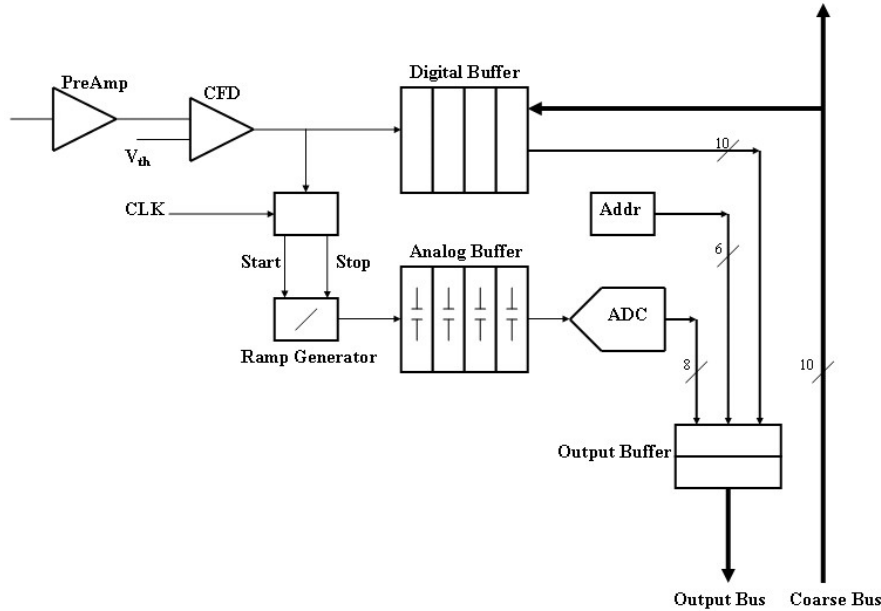 PreAmp
CFD
Digital Buffer
V_th
10
CLK
Addr
Start
Stop
Analog Buffer
6
ADC
Ramp Generator
8
10
Output Buffer
Output Bus
Coarse Bus